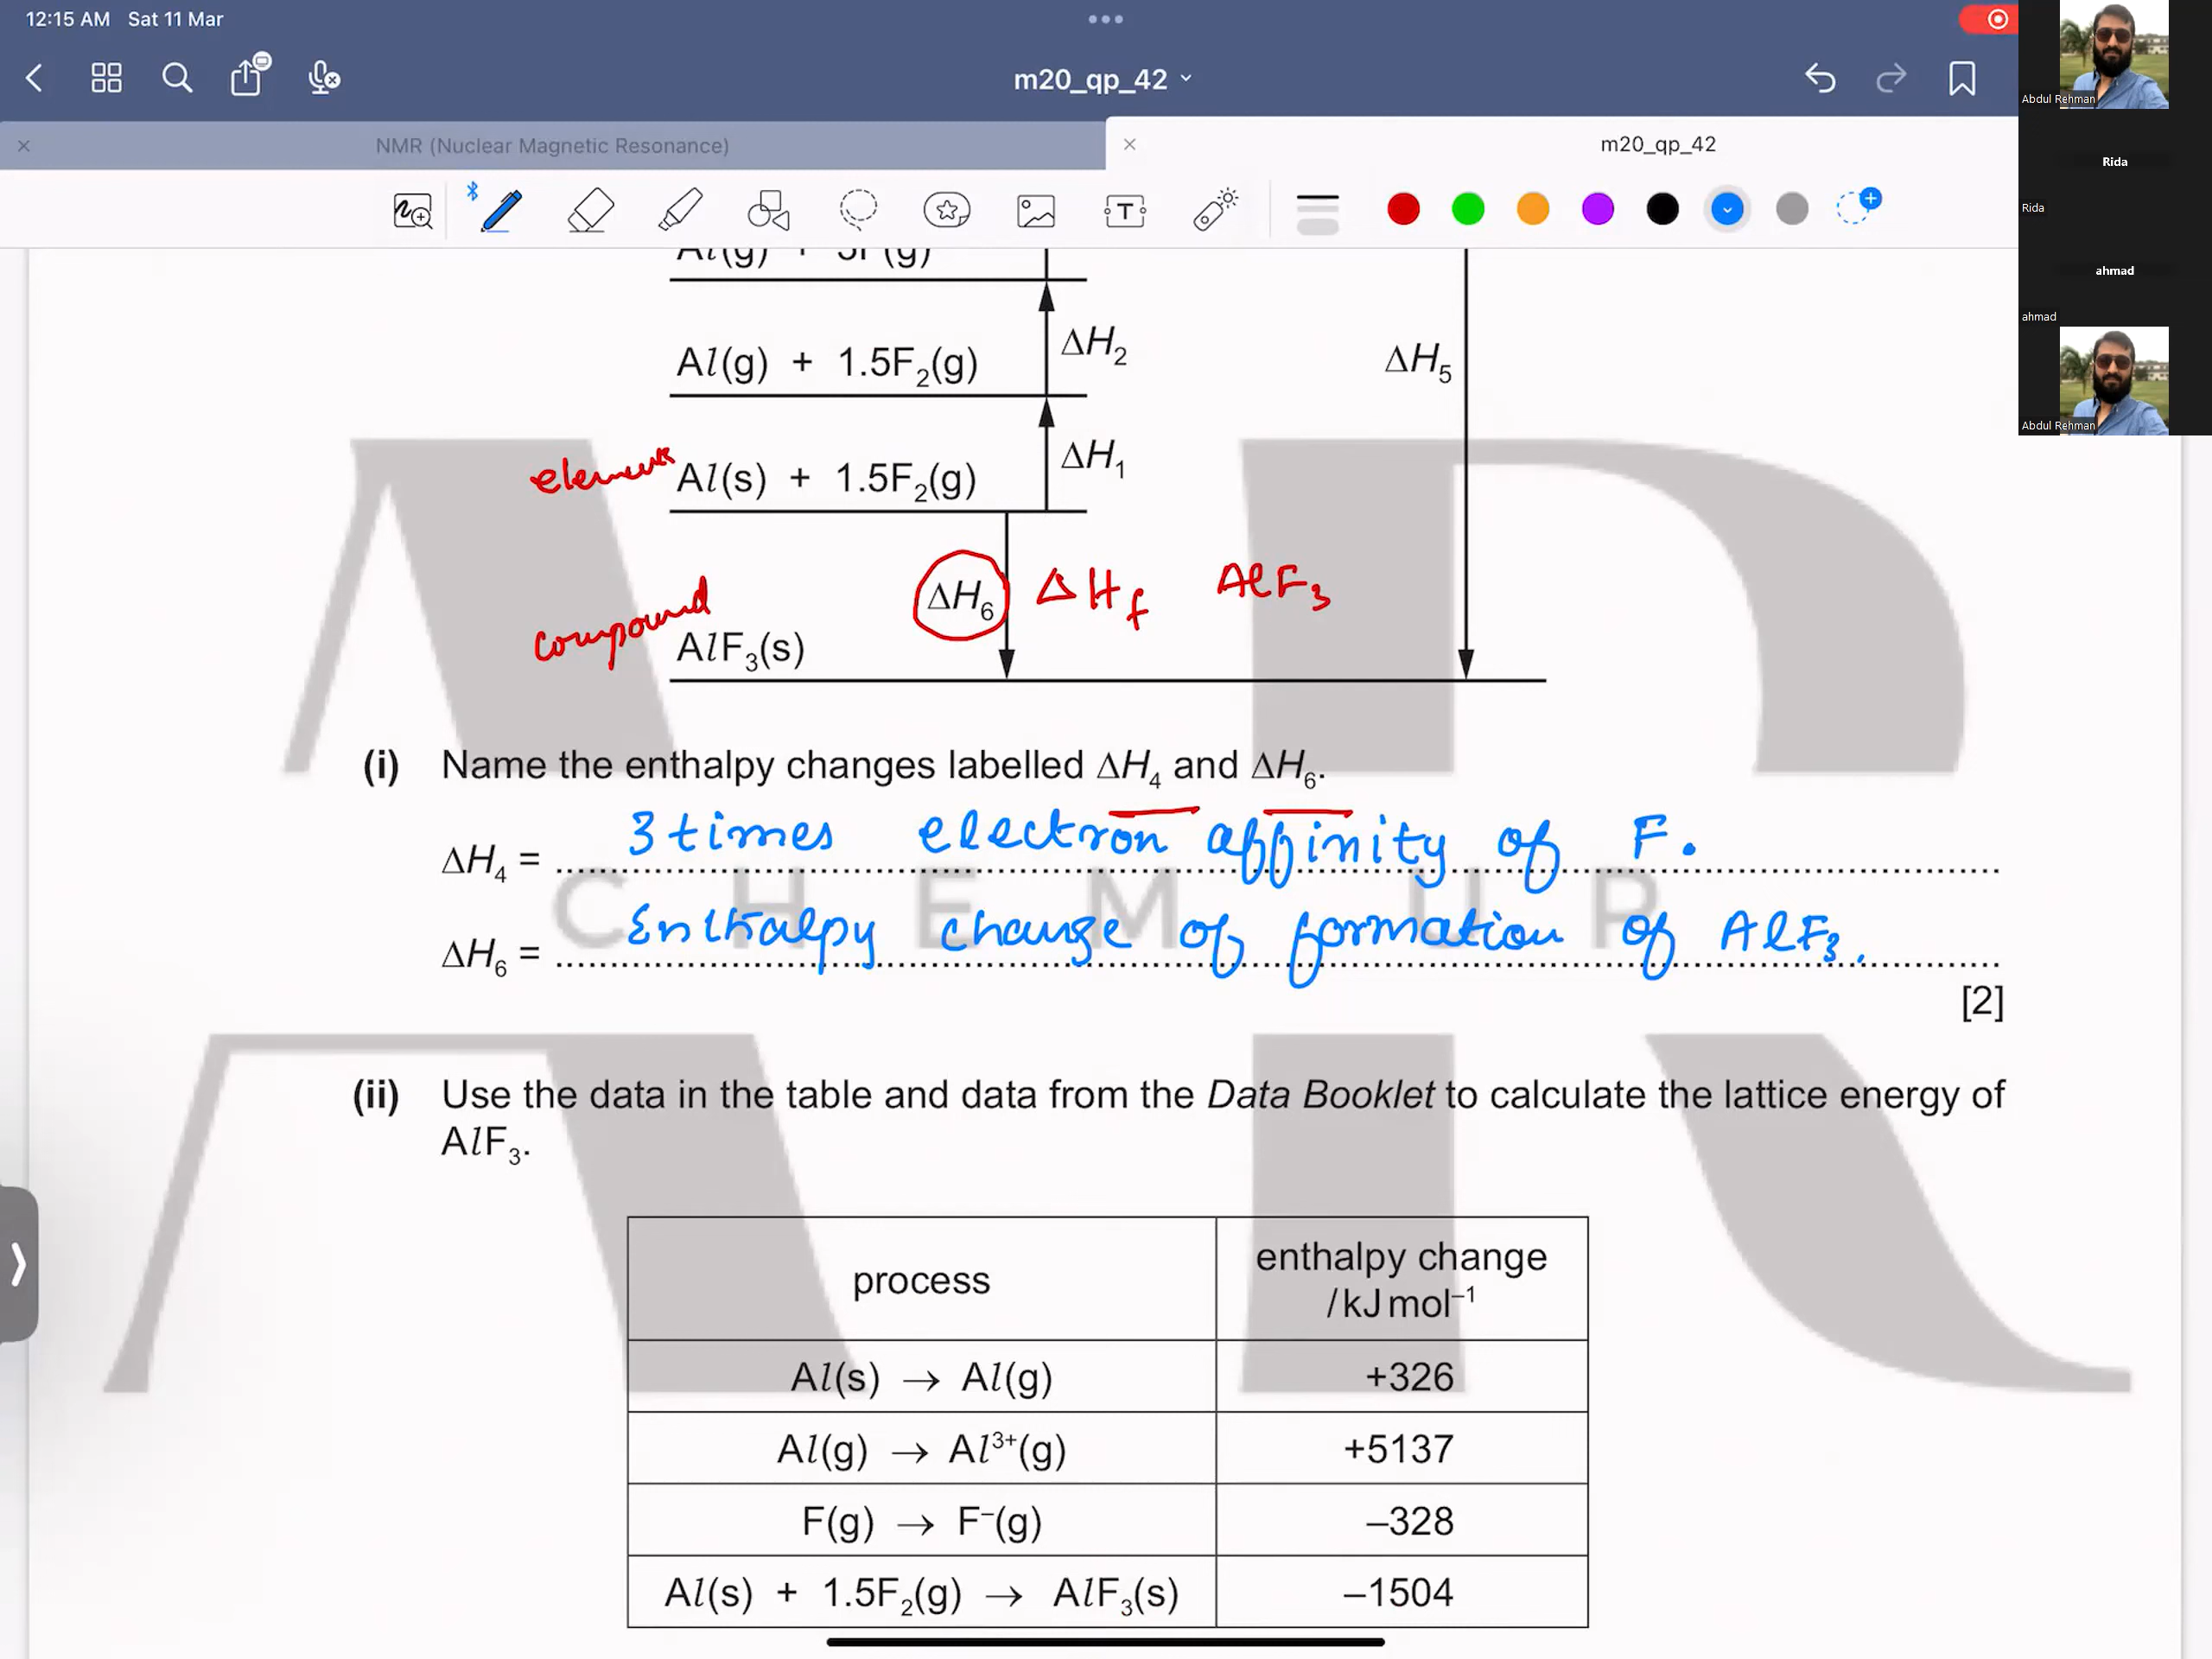 12:15 AM Sat 11 Mar
m20_qp_42
NMR (Nuclear Magnetic Resonance)
m20_qp_42
Abdul Rehman
Rida
Rida
ahmad
ahmad
Abdul Rehman
Al(g) + 3F(g)
ΔH₂
Al(g) + 1.5F₂(g)
ΔH₅
ΔH₁
elements Al(s) + 1.5F₂(g)
ΔH₆ ΔHf AlF₃
compound AlF₃(s)
(i) Name the enthalpy changes labelled ΔH₄ and ΔH₆.
ΔH₄ = 3 times electron affinity of F.
ΔH₆ = Enthalpy change of formation of AlF₃.
[2]
CHEM UP
(ii) Use the data in the table and data from the Data Booklet to calculate the lattice energy of
AlF₃.
process enthalpy change
/kJ mol⁻¹
Al(s) → Al(g) +326
Al(g) → Al³⁺(g) +5137
F(g) → F⁻(g) –328
Al(s) + 1.5F₂(g) → AlF₃(s) –1504